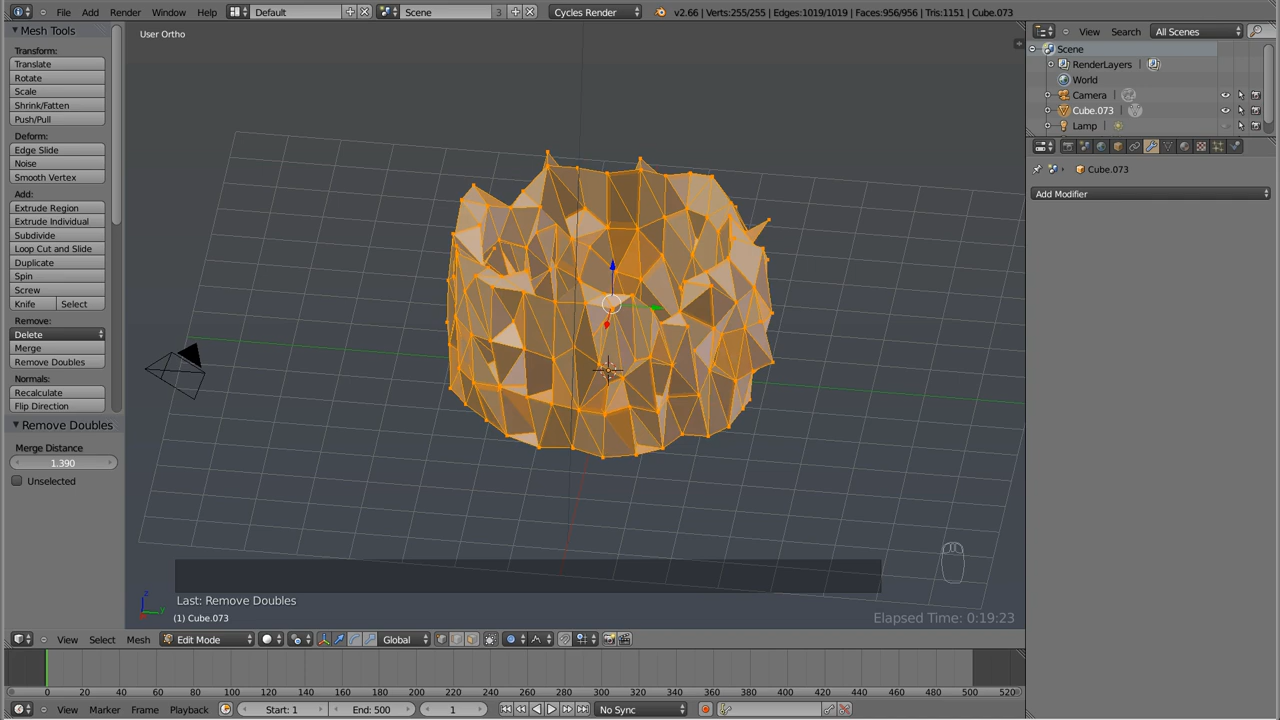 File Add Render Window Help Default Scene 3 Cycles Render v2.66 | Verts:255/255 | Edges:1019/1019 | Faces:956/956 | Tris:1151 | Cube.073
Mesh Tools
Transform:
Translate
Rotate
Scale
Shrink/Fatten
Push/Pull
Deform:
Edge Slide
Noise
Smooth Vertex
Add:
Extrude Region
Extrude Individual
Subdivide
Loop Cut and Slide
Duplicate
Spin
Screw
Knife Select
Remove:
Delete
Merge
Remove Doubles
Normals:
Recalculate
Flip Direction
Remove Doubles
Merge Distance
1.390
Unselected
User Ortho
Last: Remove Doubles
(1) Cube.073
Elapsed Time: 0:19:23
z
y
View Search All Scenes
Scene
RenderLayers |
World
Camera |
Cube.073 |
Lamp |
Cube.073
Add Modifier
View Select Mesh Edit Mode Global
0 20 40 60 80 100 120 140 160 180 200 220 240 260 280 300 320 340 360 380 400 420 440 460 480 500 520
View Marker Frame Playback Start: 1 End: 500 1 No Sync